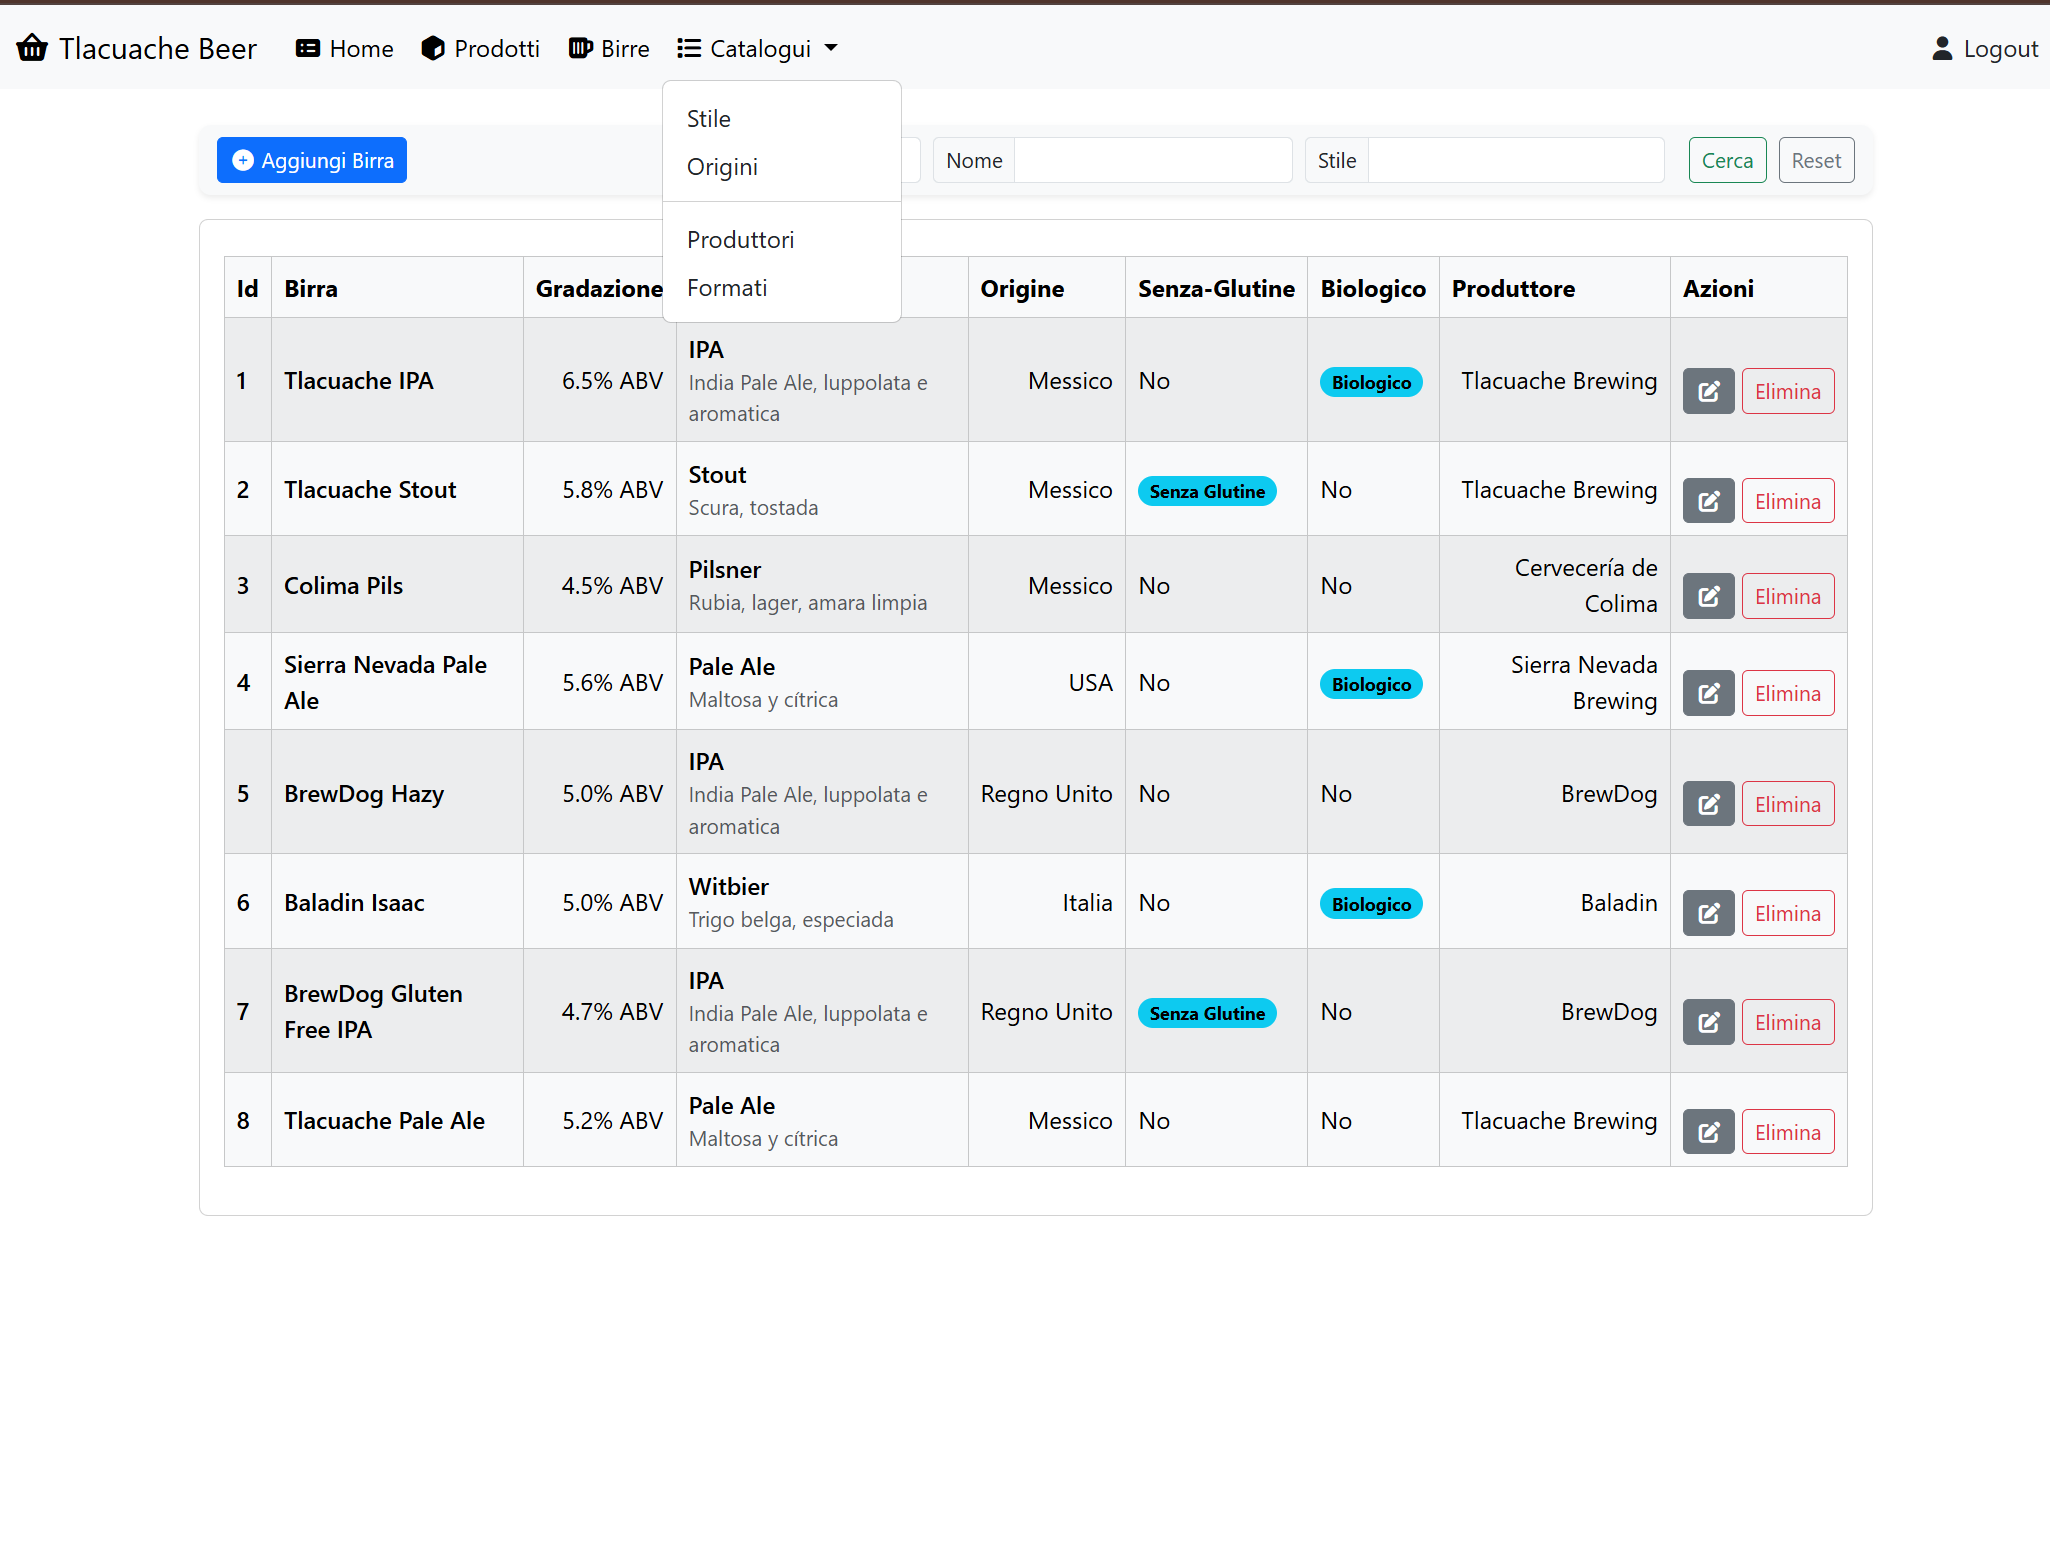 Tlacuache Beer Home Prodotti Birre Catalogui Logout
Stile
Origini
Produttori
Formati
Aggiungi Birra Nome Stile Cerca Reset
Id Birra Gradazione Origine Senza-Glutine Biologico Produttore Azioni
1 Tlacuache IPA 6.5% ABV IPA Messico No Biologico Tlacuache Brewing Elimina
India Pale Ale, luppolata e
aromatica
2 Tlacuache Stout 5.8% ABV Stout Messico Senza Glutine No Tlacuache Brewing Elimina
Scura, tostada
3 Colima Pils 4.5% ABV Pilsner Messico No No Cervecería de Elimina
Rubia, lager, amara limpia Colima
4 Sierra Nevada Pale 5.6% ABV Pale Ale USA No Biologico Sierra Nevada Elimina
Ale Maltosa y cítrica Brewing
5 BrewDog Hazy 5.0% ABV IPA Regno Unito No No BrewDog Elimina
India Pale Ale, luppolata e
aromatica
6 Baladin Isaac 5.0% ABV Witbier Italia No Biologico Baladin Elimina
Trigo belga, especiada
7 BrewDog Gluten 4.7% ABV IPA Regno Unito Senza Glutine No BrewDog Elimina
Free IPA India Pale Ale, luppolata e
aromatica
8 Tlacuache Pale Ale 5.2% ABV Pale Ale Messico No No Tlacuache Brewing Elimina
Maltosa y cítrica